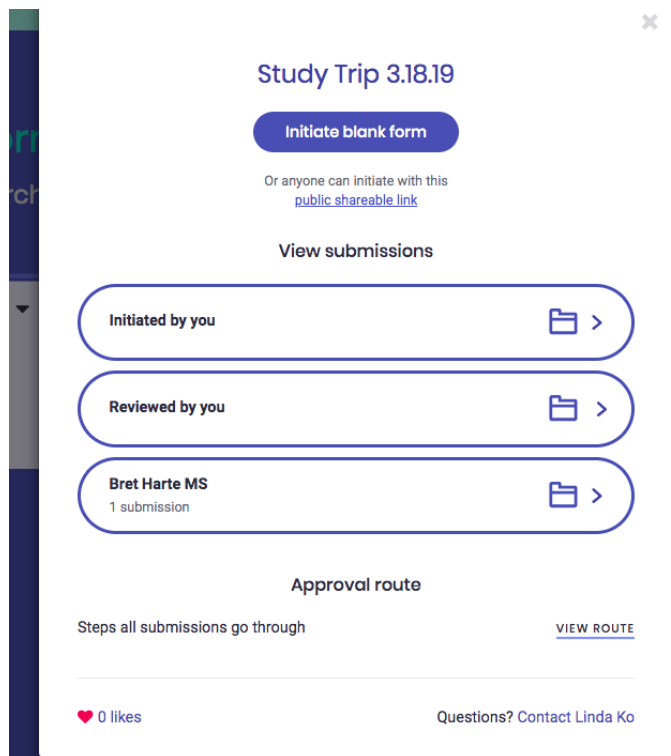 Study Trip 3.18.19
Initiate blank form
Or anyone can initiate with this
public shareable link
View submissions
Initiated by you
Reviewed by you
Bret Harte MS
1 submission
Approval route
Steps all submissions go through
VIEW ROUTE
0 likes
Questions? Contact Linda Ko